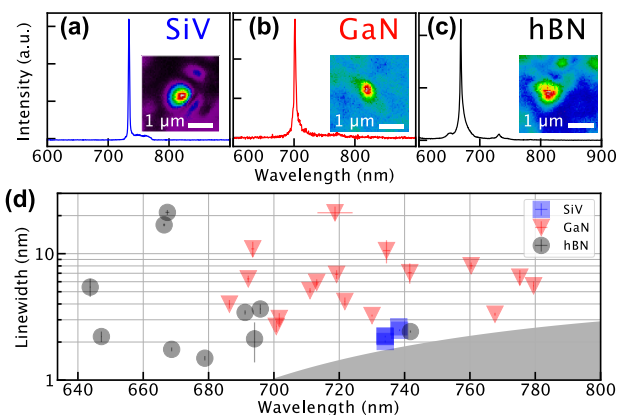 (a) SiV
(b) GaN
(c) hBN
Intensity (a.u.)
1 μm
1 μm
1 μm
600 700 800
600 700 800
600 700 800 900
Wavelength (nm)
(d)
Linewidth (nm)
10
1
SiV
GaN
hBN
640 660 680 700 720 740 760 780 800
Wavelength (nm)